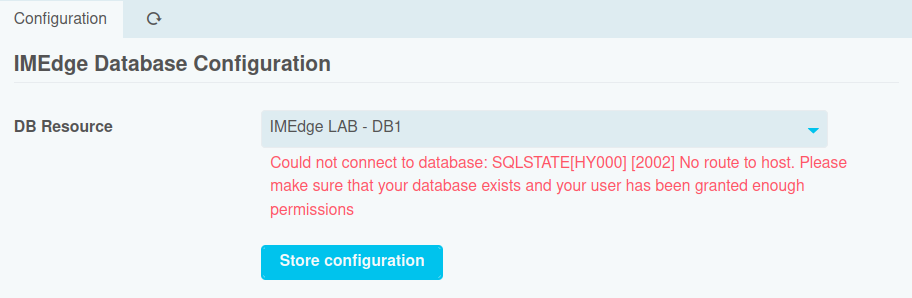 Configuration
IMEdge Database Configuration
DB Resource
IMEdge LAB - DB1
Could not connect to database: SQLSTATE[HY000] [2002] No route to host. Please
make sure that your database exists and your user has been granted enough
permissions
Store configuration